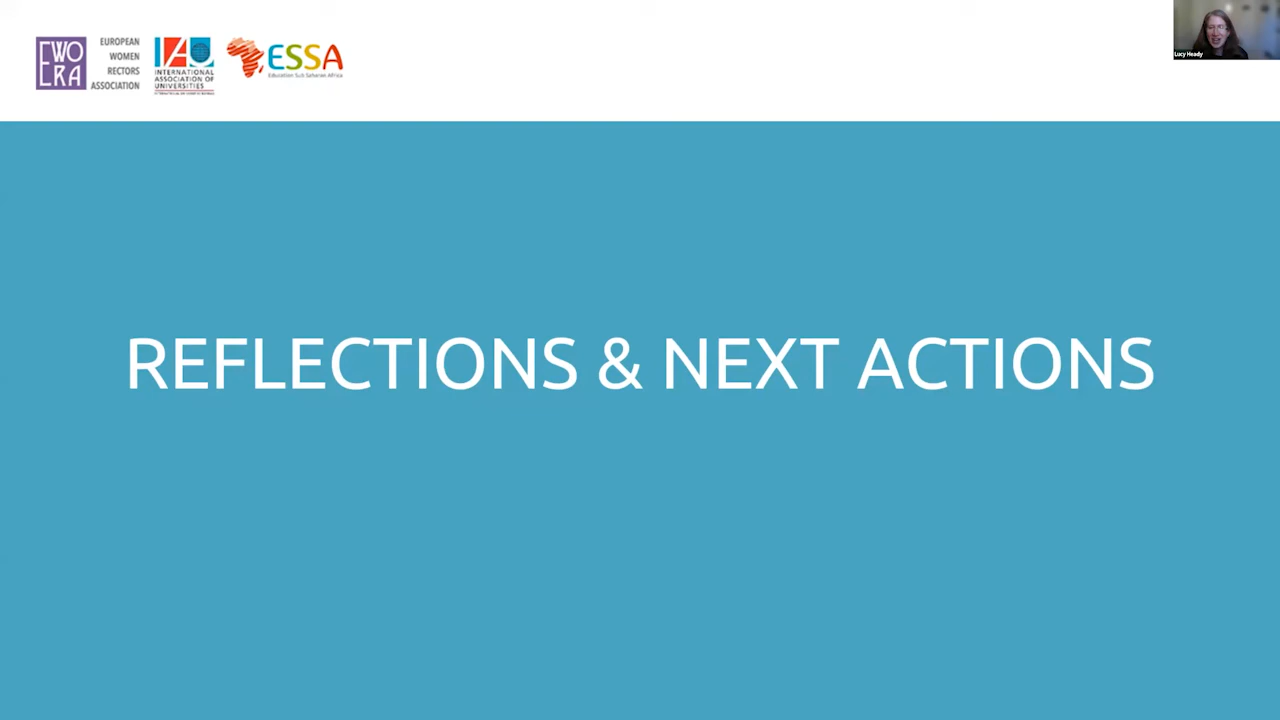 EWO
ERA
EUROPEAN
WOMEN
RECTORS
ASSOCIATION
IAU
INTERNATIONAL
ASSOCIATION OF
UNIVERSITIES
ESSA
Education Sub Saharan Africa
Lucy Heady
REFLECTIONS & NEXT ACTIONS